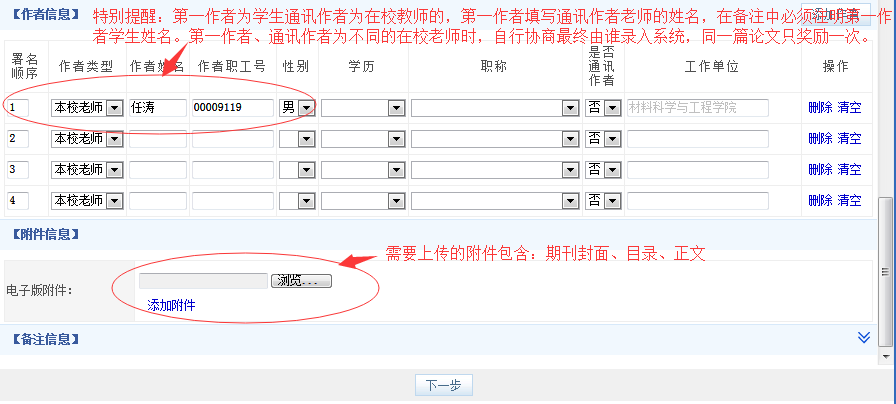 【作者信息】
添加作者
特别提醒：第一作者为学生通讯作者为在校教师的，第一作者填写通讯作者老师的姓名，在备注中必须注明第一作
者学生姓名。第一作者、通讯作者为不同的在校老师时，自行协商最终由谁录入系统，同一篇论文只奖励一次。
署名顺序 作者类型 作者姓名 作者职工号 性别 学历 职称 是否通讯作者 工作单位 操作
1 本校老师 任涛 00009119 男 否 材料科学与工程学院 删除 清空
2 本校老师 否 删除 清空
3 本校老师 否 删除 清空
4 本校老师 否 删除 清空
【附件信息】
需要上传的附件包含：期刊封面、目录、正文
电子版附件： 浏览...
添加附件
【备注信息】
下一步